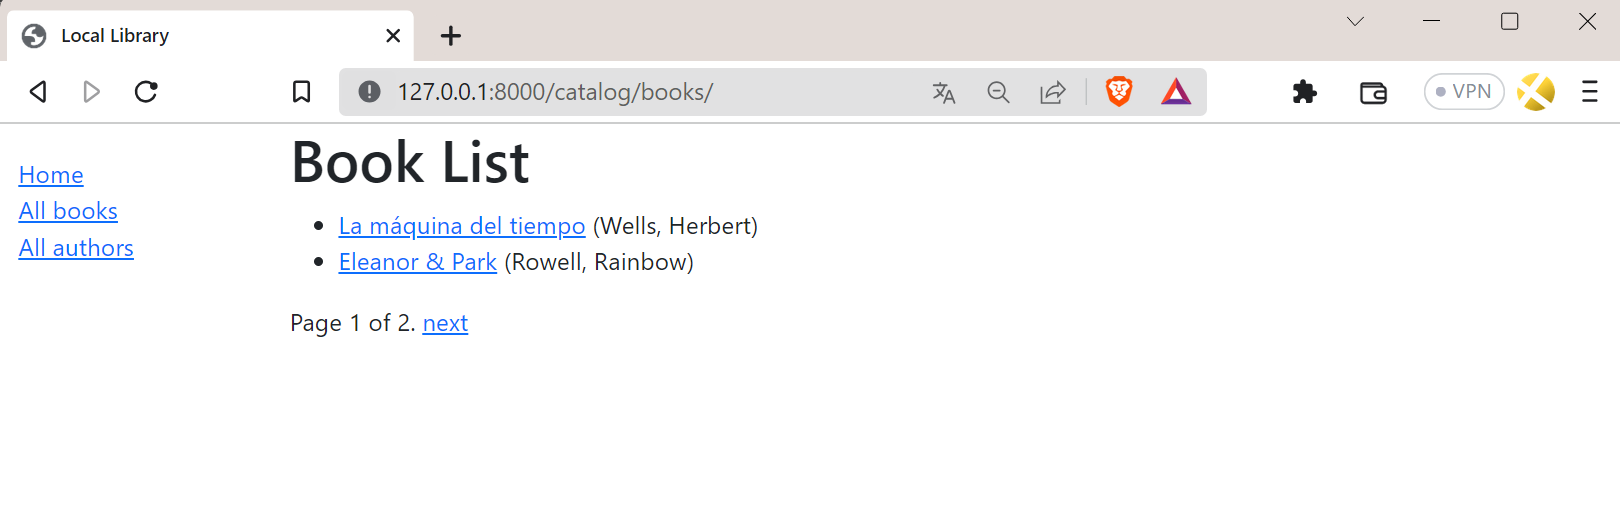 Local Library
127.0.0.1:8000/catalog/books/
VPN
Home
All books
All authors
Book List
La máquina del tiempo (Wells, Herbert)
Eleanor & Park (Rowell, Rainbow)
Page 1 of 2. next